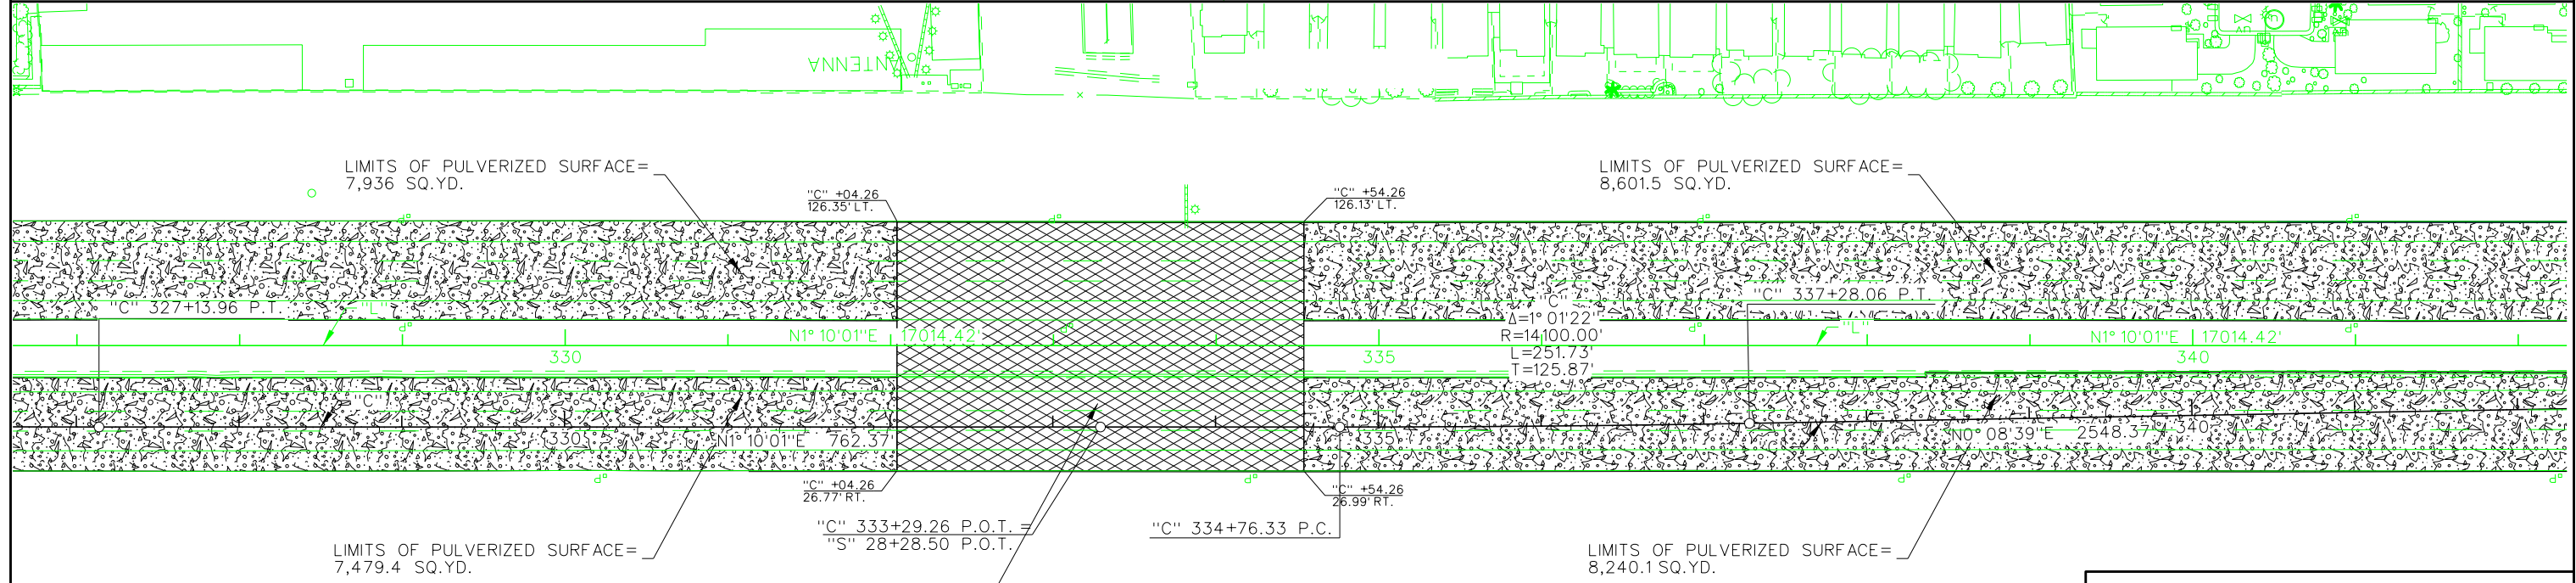 ANTENNA
LIMITS OF PULVERIZED SURFACE=
7,936 SQ.YD.
LIMITS OF PULVERIZED SURFACE=
8,601.5 SQ.YD.
"C" +04.26
126.35' LT.
"C" +54.26
126.13' LT.
"C" 327+13.96 P.T.
"L"
"C"
Δ=1° 01'22"
R=14100.00'
L=251.73'
T=125.87'
"C" 337+28.06 P.T.
"L"
N1° 10'01"E 17014.42'
N1° 10'01"E 17014.42'
330
335
340
"C"
330
N1° 10'01"E 762.37'
335
N0° 08'39"E 2548.37'
340
"C" +04.26
26.77' RT.
"C" +54.26
26.99' RT.
"C" 333+29.26 P.O.T. =
"S" 28+28.50 P.O.T.
"C" 334+76.33 P.C.
LIMITS OF PULVERIZED SURFACE=
7,479.4 SQ.YD.
LIMITS OF PULVERIZED SURFACE=
8,240.1 SQ.YD.